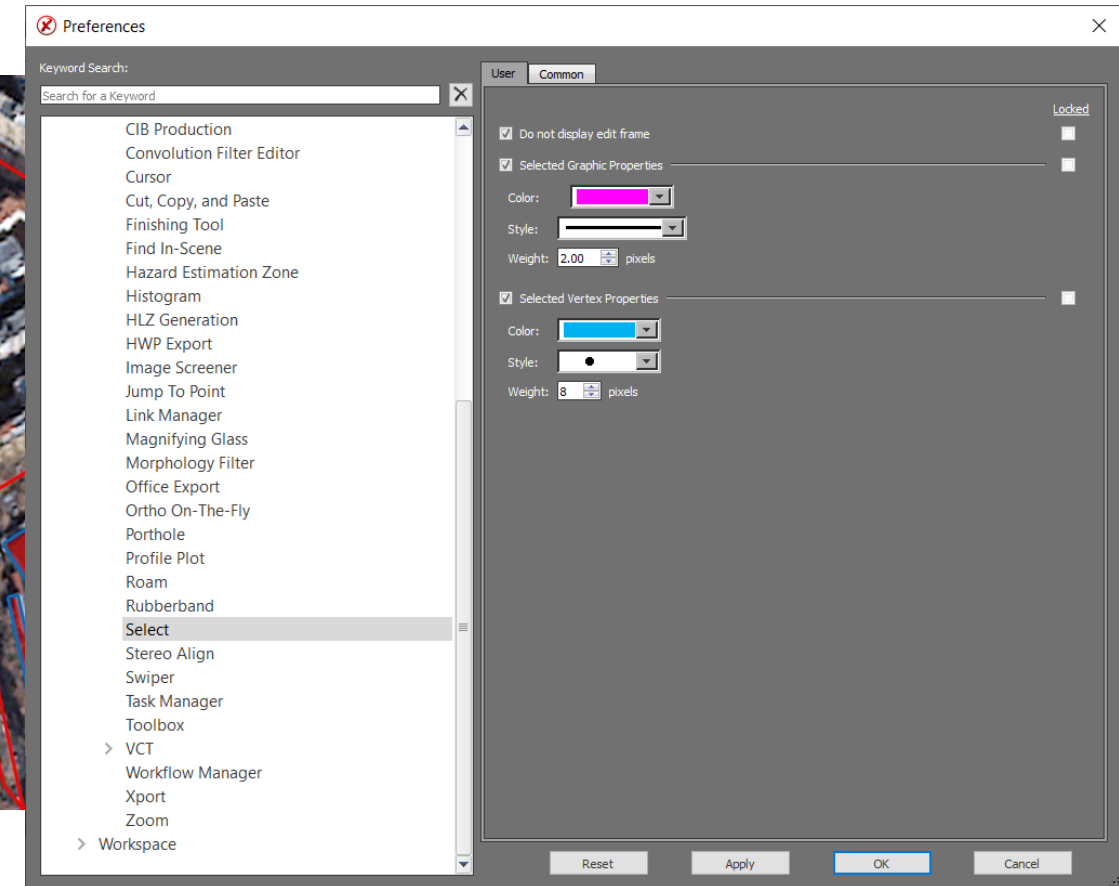 Preferences
Keyword Search:
Search for a Keyword
CIB Production
Convolution Filter Editor
Cursor
Cut, Copy, and Paste
Finishing Tool
Find In-Scene
Hazard Estimation Zone
Histogram
HLZ Generation
HWP Export
Image Screener
Jump To Point
Link Manager
Magnifying Glass
Morphology Filter
Office Export
Ortho On-The-Fly
Porthole
Profile Plot
Roam
Rubberband
Select
Stereo Align
Swiper
Task Manager
Toolbox
VCT
Workflow Manager
Xport
Zoom
Workspace
User Common
Locked
Do not display edit frame
Selected Graphic Properties
Color:
Style:
Weight: 2.00 pixels
Selected Vertex Properties
Color:
Style:
Weight: 8 pixels
Reset Apply OK Cancel